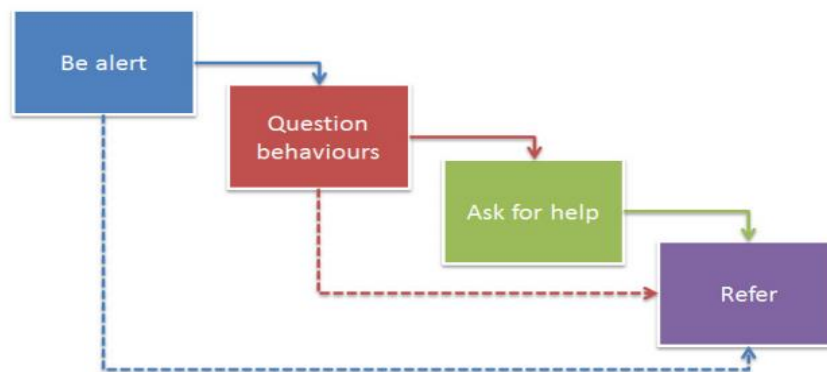 Be alert
Question
behaviours
Ask for help
Refer